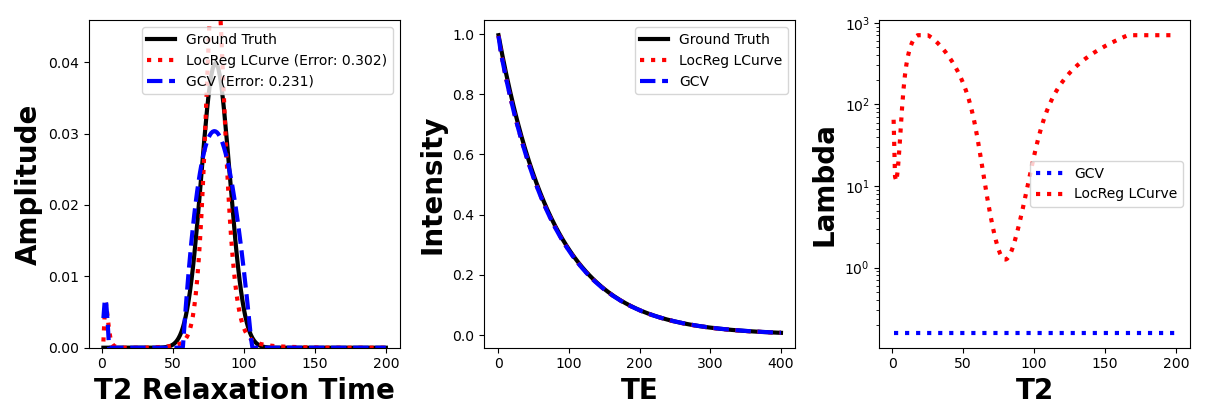 Ground Truth
LocReg LCurve (Error: 0.302)
GCV (Error: 0.231)
0.04
0.03
0.02
0.01
0.00
0
50
100
150
200
Amplitude
T2 Relaxation Time
Ground Truth
LocReg LCurve
GCV
1.0
0.8
0.6
0.4
0.2
0.0
0
100
200
300
400
Intensity
TE
GCV
LocReg LCurve
10³
10²
10¹
10⁰
0
50
100
150
200
Lambda
T2